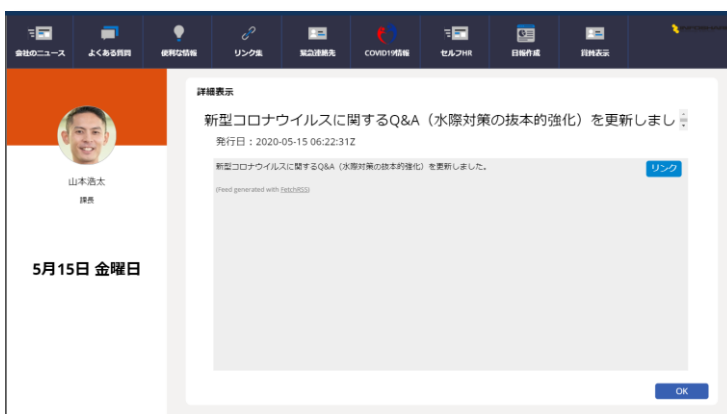 会社のニュース
よくある質問
便利な情報
リンク集
緊急連絡先
COVID19情報
セルフHR
日報作成
詳細表示
新型コロナウイルスに関するQ&A（水際対策の抜本的強化）を更新しまし
発行日：2020-05-15 06:22:31Z
新型コロナウイルスに関するQ&A（水際対策の抜本的強化）を更新しました。
リンク
(Feed generated with FetchRSS)
山本浩太
課長
5月15日 金曜日
OK